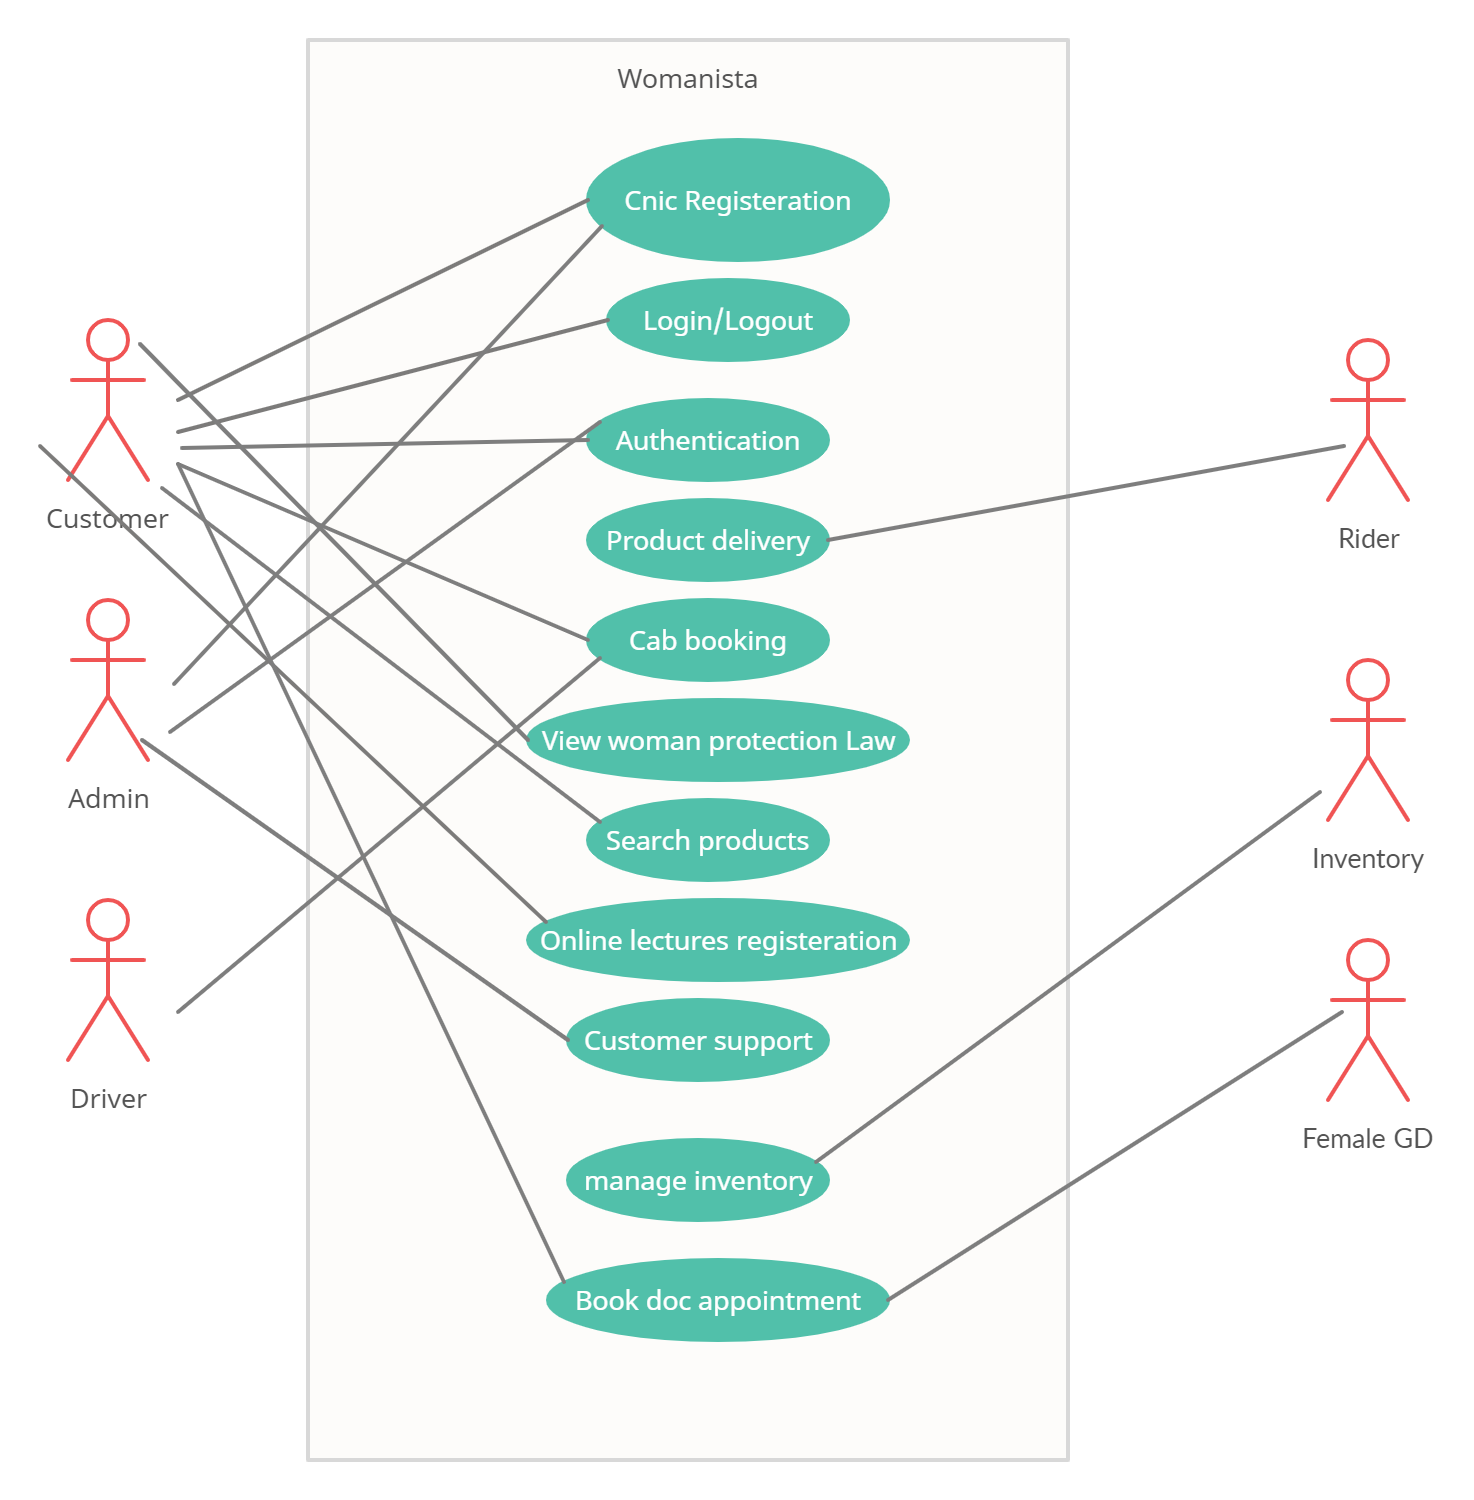 Womanista
Cnic Registeration
Login/Logout
Authentication
Product delivery
Cab booking
View woman protection Law
Search products
Online lectures registeration
Customer support
manage inventory
Book doc appointment
Customer
Admin
Driver
Rider
Inventory
Female GD